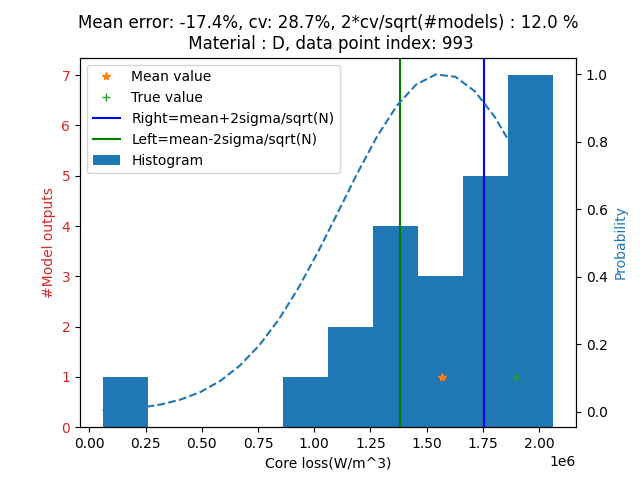 Mean error: -17.4%, cv: 28.7%, 2*cv/sqrt(#models) : 12.0 %
Material : D, data point index: 993
Mean value
True value
Right=mean+2sigma/sqrt(N)
Left=mean-2sigma/sqrt(N)
Histogram
7
6
5
4
3
2
1
0
#Model outputs
1.0
0.8
0.6
0.4
0.2
0.0
Probability
0.00 0.25 0.50 0.75 1.00 1.25 1.50 1.75 2.00
1e6
Core loss(W/m^3)